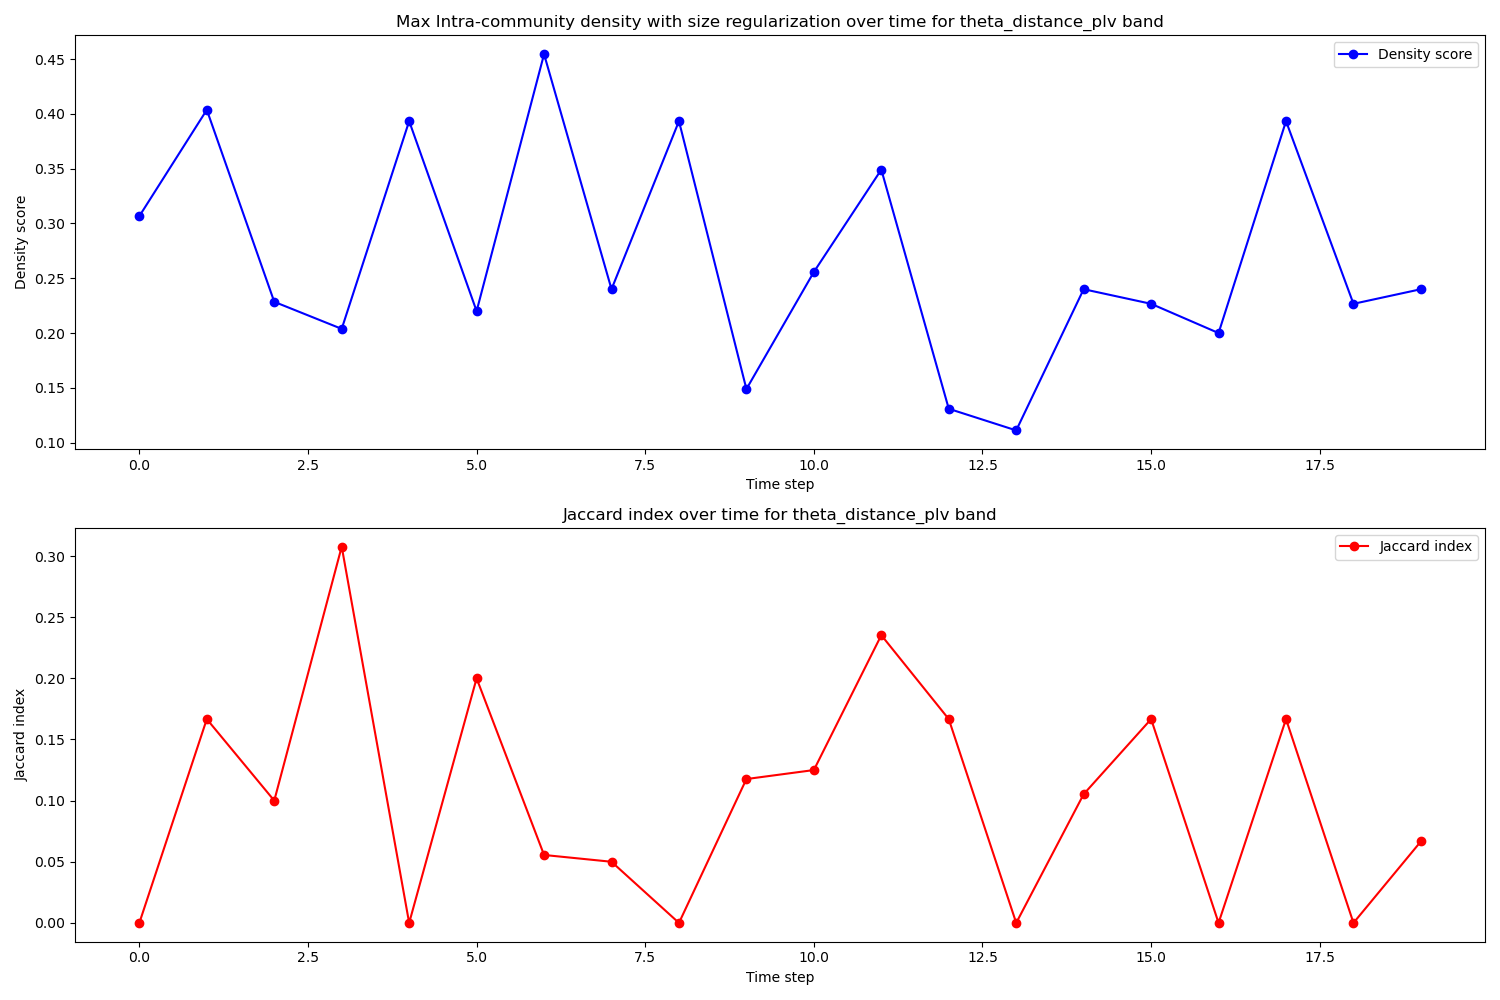 Max Intra-community density with size regularization over time for theta_distance_plv band
Density score
0.45
0.40
0.35
0.30
0.25
0.20
0.15
0.10
Density score
0.0 2.5 5.0 7.5 10.0 12.5 15.0 17.5
Time step
Jaccard index over time for theta_distance_plv band
Jaccard index
0.30
0.25
0.20
0.15
0.10
0.05
0.00
Jaccard index
0.0 2.5 5.0 7.5 10.0 12.5 15.0 17.5
Time step